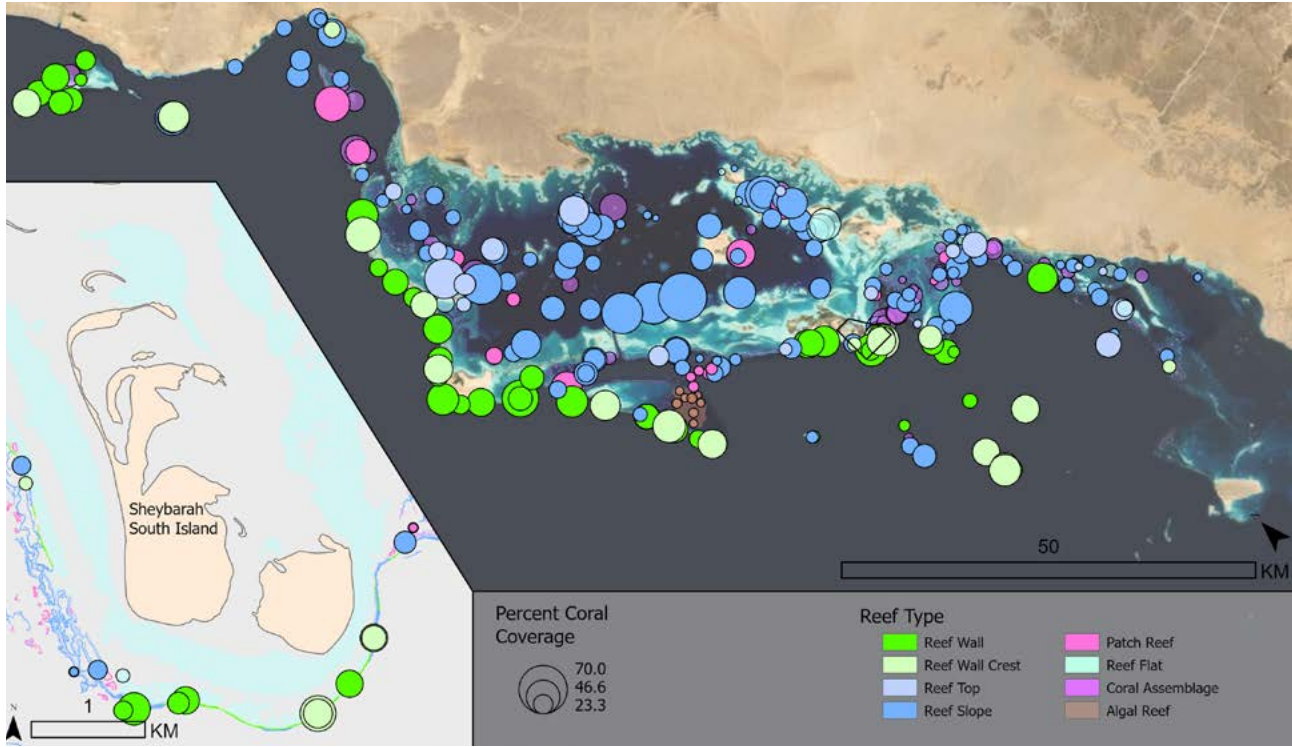 50
KM
Sheybarah
South Island
N
1
KM
Percent Coral
Coverage
70.0
46.6
23.3
Reef Type
Reef Wall
Reef Wall Crest
Reef Top
Reef Slope
Patch Reef
Reef Flat
Coral Assemblage
Algal Reef